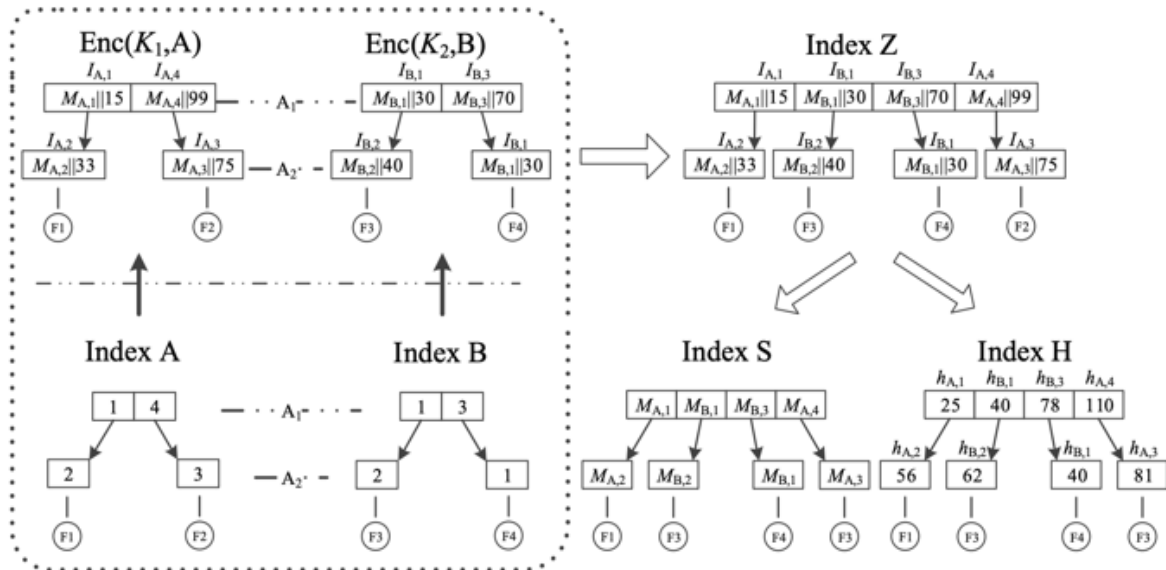 Enc(K1,A)
Enc(K2,B)
Index Z
IA,1 IA,4
IB,1 IB,3
IA,1 IB,1 IB,3 IA,4
MA,1||15 MA,4||99
A1
MB,1||30 MB,3||70
MA,1||15 MB,1||30 MB,3||70 MA,4||99
IA,2 IA,3
IB,2 IB,1
IA,2 IB,2 IB,1 IA,3
MA,2||33 MA,3||75
A2
MB,2||40 MB,1||30
MA,2||33 MB,2||40 MB,1||30 MA,3||75
F1 F2 F3 F4
F1 F3 F4 F2
Index A
Index B
Index S
Index H
hA,1 hB,1 hB,3 hA,4
1 4
A1
1 3
MA,1 MB,1 MB,3 MA,4
25 40 78 110
hA,2 hB,2 hB,1 hA,3
2 3
A2
2 1
MA,2 MB,2 MB,1 MA,3
56 62 40 81
F1 F2 F3 F4
F1 F3 F4 F3
F1 F3 F4 F3